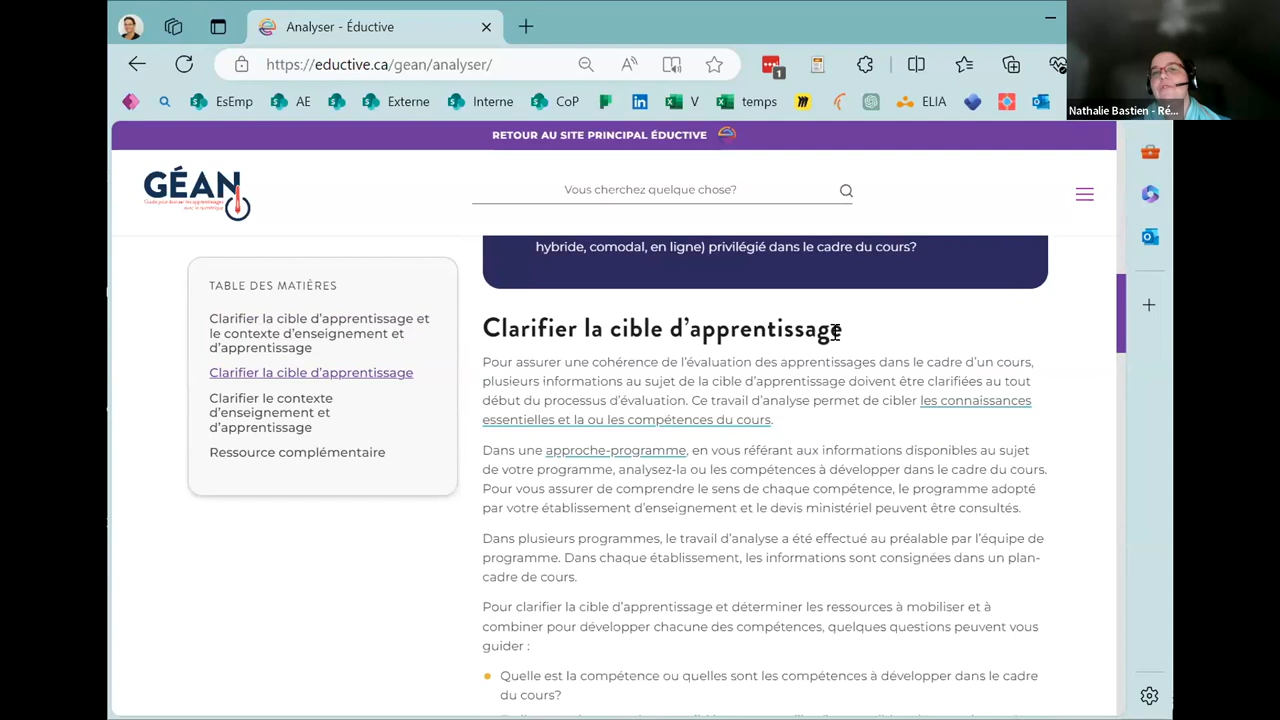 Analyser - Éductive
https://eductive.ca/gean/analyser/
1
EsEmp
AE
Externe
Interne
CoP
V
temps
ELIA
Nathalie Bastien - Ré...
RETOUR AU SITE PRINCIPAL ÉDUCTIVE
GÉAN
Vous cherchez quelque chose?
hybride, comodal, en ligne) privilégié dans le cadre du cours?
TABLE DES MATIÈRES
Clarifier la cible d'apprentissage et
le contexte d'enseignement et
d'apprentissage
Clarifier la cible d'apprentissage
Clarifier le contexte
d'enseignement et
d'apprentissage
Ressource complémentaire
Clarifier la cible d'apprentissage
Pour assurer une cohérence de l'évaluation des apprentissages dans le cadre d'un cours,
plusieurs informations au sujet de la cible d'apprentissage doivent être clarifiées au tout
début du processus d'évaluation. Ce travail d'analyse permet de cibler les connaissances
essentielles et la ou les compétences du cours.
Dans une approche-programme, en vous référant aux informations disponibles au sujet
de votre programme, analysez-la ou les compétences à développer dans le cadre du cours.
Pour vous assurer de comprendre le sens de chaque compétence, le programme adopté
par votre établissement d'enseignement et le devis ministériel peuvent être consultés.
Dans plusieurs programmes, le travail d'analyse a été effectué au préalable par l'équipe de
programme. Dans chaque établissement, les informations sont consignées dans un plan-
cadre de cours.
Pour clarifier la cible d'apprentissage et déterminer les ressources à mobiliser et à
combiner pour développer chacune des compétences, quelques questions peuvent vous
guider :
Quelle est la compétence ou quelles sont les compétences à développer dans le cadre
du cours?